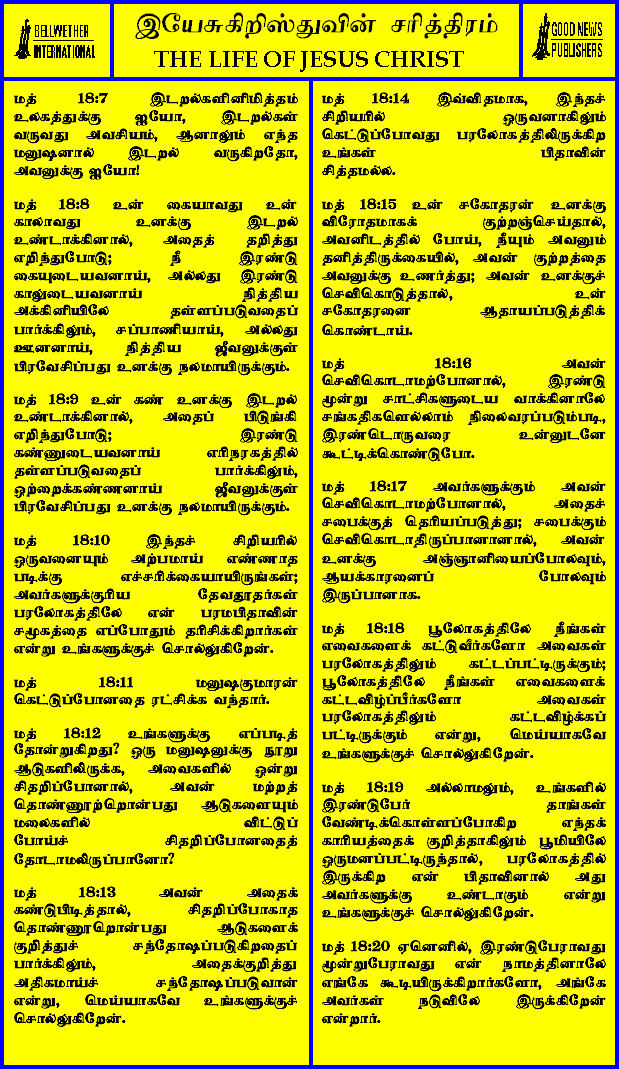 BELLWETHER
INTERNATIONAL
இயேசுகிறிஸ்துவின் சரித்திரம்
THE LIFE OF JESUS CHRIST
GOOD NEWS
PUBLISHERS
மத் 18:7 இடறல்களினிமித்தம்
உலகத்துக்கு ஐயோ, இடறல்கள்
வருவது அவசியம், ஆனாலும் எந்த
மனுஷனால் இடறல் வருகிறதோ,
அவனுக்கு ஐயோ!
மத் 18:8 உன் கையாவது உன்
காலாவது உனக்கு இடறல்
உண்டாக்கினால், அதைத் தறித்து
எறிந்துபோடு; நீ இரண்டு
கையுடையவனாய், அல்லது இரண்டு
காலுடையவனாய் நித்திய
அக்கினியிலே தள்ளப்படுவதைப்
பார்க்கிலும், சப்பாணியாய், அல்லது
ஊனனாய், நித்திய ஜீவனுக்குள்
பிரவேசிப்பது உனக்கு நலமாயிருக்கும்.
மத் 18:9 உன் கண் உனக்கு இடறல்
உண்டாக்கினால், அதைப் பிடுங்கி
எறிந்துபோடு; இரண்டு
கண்ணுடையவனாய் எரிநரகத்தில்
தள்ளப்படுவதைப் பார்க்கிலும்,
ஒற்றைக்கண்ணனாய் ஜீவனுக்குள்
பிரவேசிப்பது உனக்கு நலமாயிருக்கும்.
மத் 18:10 இந்தச் சிறியரில்
ஒருவனையும் அற்பமாய் எண்ணாத
படிக்கு எச்சரிக்கையாயிருங்கள்;
அவர்களுக்குரிய தேவதூதர்கள்
பரலோகத்திலே என் பரமபிதாவின்
சமுகத்தை எப்போதும் தரிசிக்கிறார்கள்
என்று உங்களுக்குச் சொல்லுகிறேன்.
மத் 18:11 மனுஷகுமாரன்
கெட்டுப்போனதை ரட்சிக்க வந்தார்.
மத் 18:12 உங்களுக்கு எப்படித்
தோன்றுகிறது? ஒரு மனுஷனுக்கு நூறு
ஆடுகளிலிருக்க, அவைகளில் ஒன்று
சிதறிப்போனால், அவன் மற்றத்
தொண்ணூற்றொன்பது ஆடுகளையும்
மலைகளில் விட்டுப்
போய்ச் சிதறிப்போனதைத்
தோடாமலிருப்பானோ?
மத் 18:13 அவன் அதைக்
கண்டுபிடித்தால், சிதறிப்போகாத
தொண்ணூறொன்பது ஆடுகளைக்
குறித்துச் சந்தோஷப்படுகிறதைப்
பார்க்கிலும், அதைக்குறித்து
அதிகமாய்ச் சந்தோஷப்படுவான்
என்று, மெய்யாகவே உங்களுக்குச்
சொல்லுகிறேன்.
மத் 18:14 இவ்விதமாக, இந்தச்
சிறியரில் ஒருவனாகிலும்
கெட்டுப்போவது பரலோகத்திலிருக்கிற
உங்கள் பிதாவின்
சித்தமல்ல.
மத் 18:15 உன் சகோதரன் உனக்கு
விரோதமாகக் குற்றஞ்செய்தால்,
அவனிடத்தில் போய், நீயும் அவனும்
தனித்திருக்கையில், அவன் குற்றத்தை
அவனுக்கு உணர்த்து; அவன் உனக்குச்
செவிகொடுத்தால், உன்
சகோதரனை ஆதாயப்படுத்திக்
கொண்டாய்.
மத் 18:16 அவன்
செவிகொடாமற்போனால், இரண்டு
மூன்று சாட்சிகளுடைய வாக்கினாலே
சங்கதிகளெல்லாம் நிலைவரப்படும்படி,
இரண்டொருவரை உன்னுடனே
கூட்டிக்கொண்டுபோ.
மத் 18:17 அவர்களுக்கும் அவன்
செவிகொடாமற்போனால், அதைச்
சபைக்குத் தெரியப்படுத்து; சபைக்கும்
செவிகொடாதிருப்பானானால், அவன்
உனக்கு அஞ்ஞானியைப்போலவும்,
ஆயக்காரனைப் போலவும்
இருப்பானாக.
மத் 18:18 பூலோகத்திலே நீங்கள்
எவைகளைக் கட்டுவீர்களோ அவைகள்
பரலோகத்திலும் கட்டப்பட்டிருக்கும்;
பூலோகத்திலே நீங்கள் எவைகளைக்
கட்டவிழ்ப்பீர்களோ அவைகள்
பரலோகத்திலும் கட்டவிழ்க்கப்
பட்டிருக்கும் என்று, மெய்யாகவே
உங்களுக்குச் சொல்லுகிறேன்.
மத் 18:19 அல்லாமலும், உங்களில்
இரண்டுபேர் தாங்கள்
வேண்டிக்கொள்ளப்போகிற எந்தக்
காரியத்தைக் குறித்தாகிலும் பூமியிலே
ஒருமனப்பட்டிருந்தால், பரலோகத்தில்
இருக்கிற என் பிதாவினால் அது
அவர்களுக்கு உண்டாகும் என்று
உங்களுக்குச் சொல்லுகிறேன்.
மத் 18:20 ஏனெனில், இரண்டுபேராவது
மூன்றுபேராவது என் நாமத்தினாலே
எங்கே கூடியிருக்கிறார்களோ, அங்கே
அவர்கள் நடுவிலே இருக்கிறேன்
என்றார்.